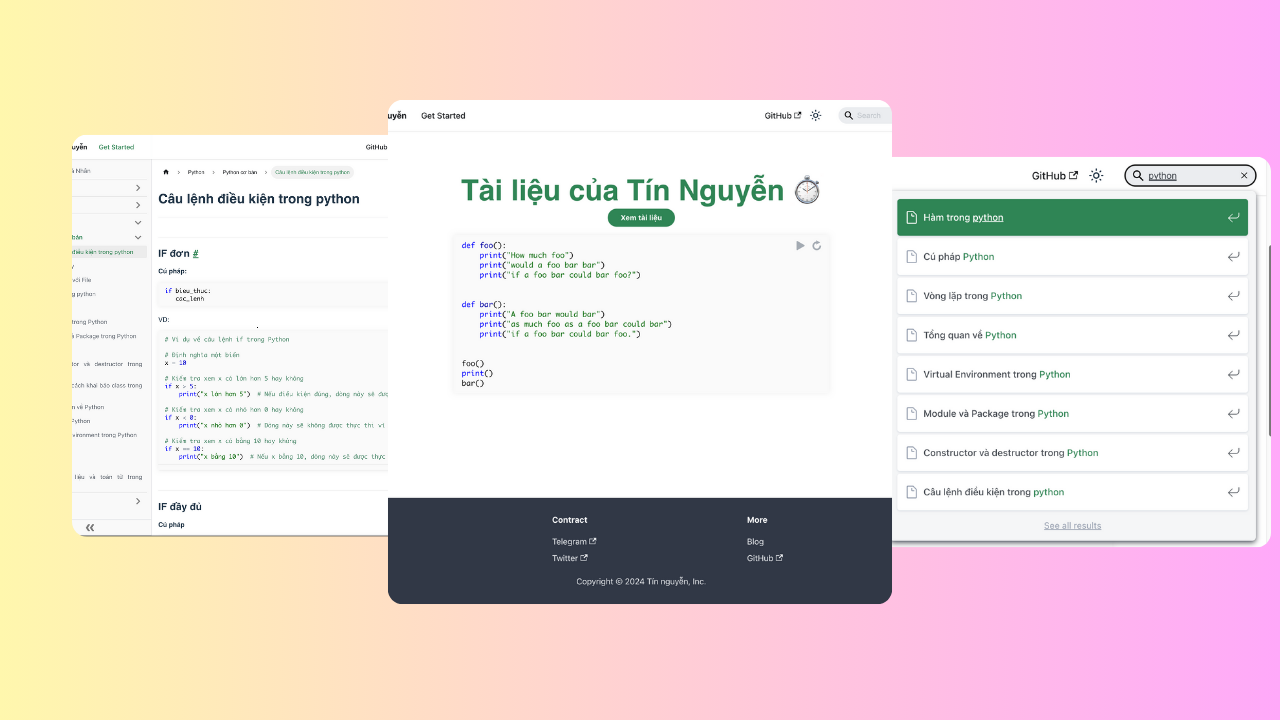 uyễn Get Started GitHub
á Nhân
bản
điều kiện trong python
với File
g python
trong Python
à Package trong Python
tor và destructor trong
cách khai báo class trong
n về Python
Python
vironment trong Python
liệu và toán tử trong
Python Python cơ bản Câu lệnh điều kiện trong python
Câu lệnh điều kiện trong python
IF đơn #
Cú pháp:
if bieu_thuc:
cac_lenh
VD:
# Ví dụ về câu lệnh if trong Python
# Định nghĩa một biến
x = 10
# Kiểm tra xem x có lớn hơn 5 hay không
if x > 5:
print("x lớn hơn 5") # Nếu điều kiện đúng, dòng này sẽ đượ
# Kiểm tra xem x có nhỏ hơn 0 hay không
if x < 0:
print("x nhỏ hơn 0") # Dòng này sẽ không được thực thi vì
# Kiểm tra xem x có bằng 10 hay không
if x == 10:
print("x bằng 10") # Nếu x bằng 10, dòng này sẽ được thực
IF đầy đủ
Cú pháp
uyễn Get Started GitHub Search
Tài liệu của Tín Nguyễn
Xem tài liệu
def foo():
print("How much foo")
print("would a foo bar bar")
print("if a foo bar could bar foo?")
def bar():
print("A foo bar would bar")
print("as much foo as a foo bar could bar")
print("if a foo bar could bar foo.")
foo()
print()
bar()
Contract More
Telegram Blog
Twitter GitHub
Copyright © 2024 Tín nguyễn, Inc.
GitHub python
Hàm trong python
Cú pháp Python
Vòng lặp trong Python
Tổng quan về Python
Virtual Environment trong Python
Module và Package trong Python
Constructor và destructor trong Python
Câu lệnh điều kiện trong python
See all results